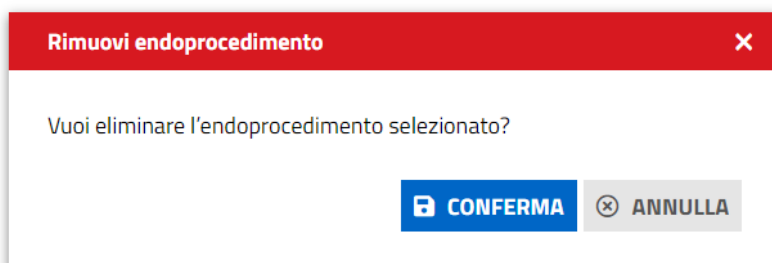 Rimuovi endoprocedimento
Vuoi eliminare l'endoprocedimento selezionato?
CONFERMA ANNULLA